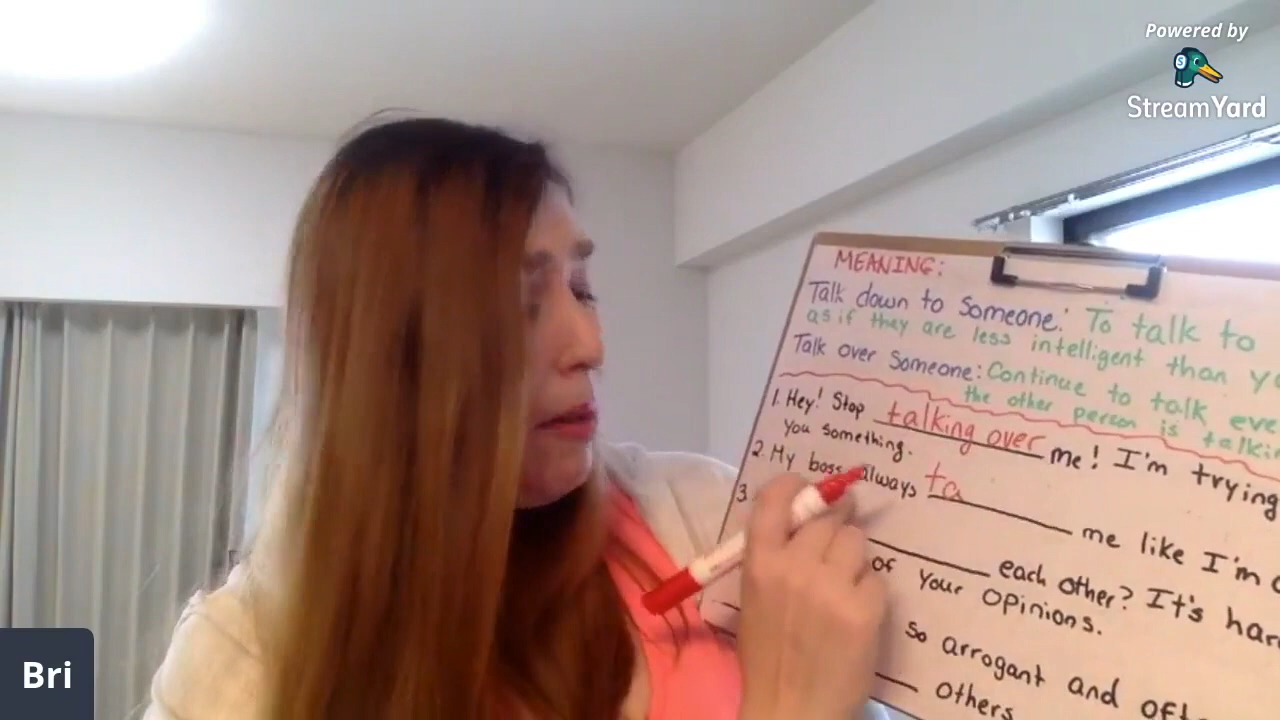 Powered by
StreamYard
MEANING:
Talk down to Someone: To talk to
as if they are less intelligent than
Talk over Someone: Continue to talk
the other person is
1. Hey! Stop talking over me! I'm trying
you something.
2. My boss always ta me like I'm
3.
each other? It's
of your opinions.
so arrogant and
others
Bri